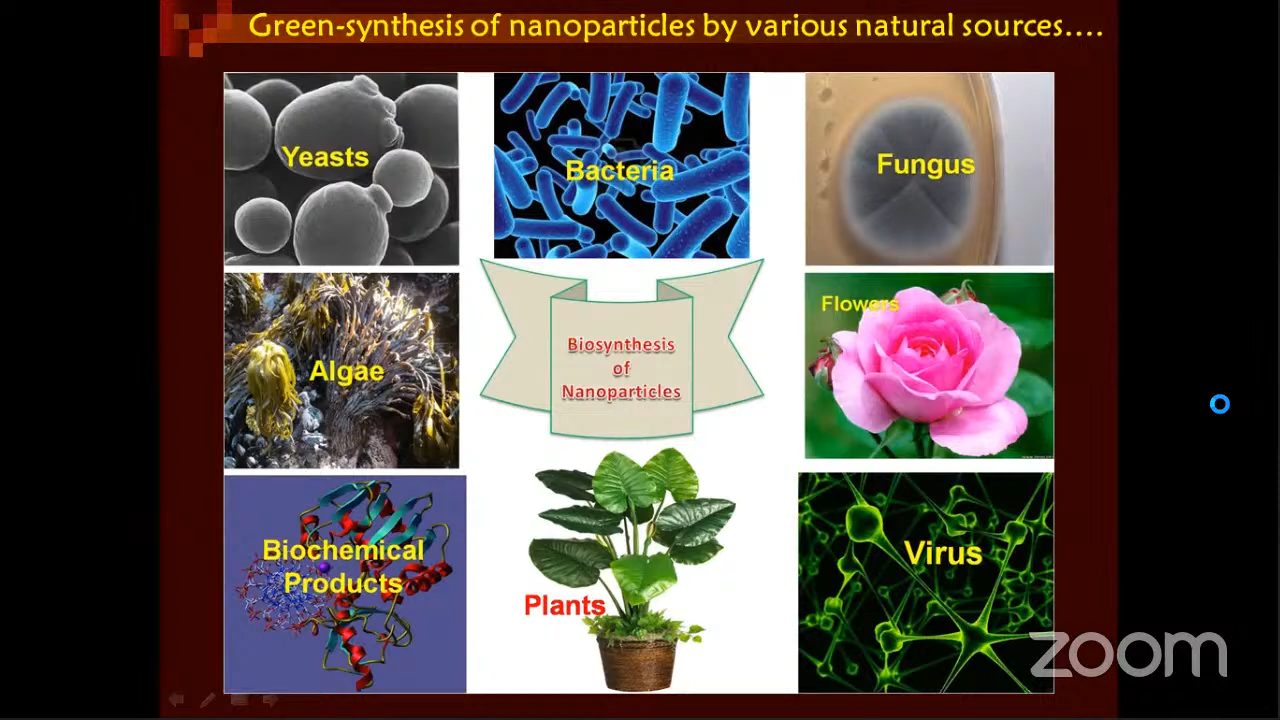 Green-synthesis of nanoparticles by various natural sources....
Yeasts
Bacteria
Fungus
Algae
Biosynthesis
of
Nanoparticles
Flowers
Biochemical
Products
Plants
Virus
zoom